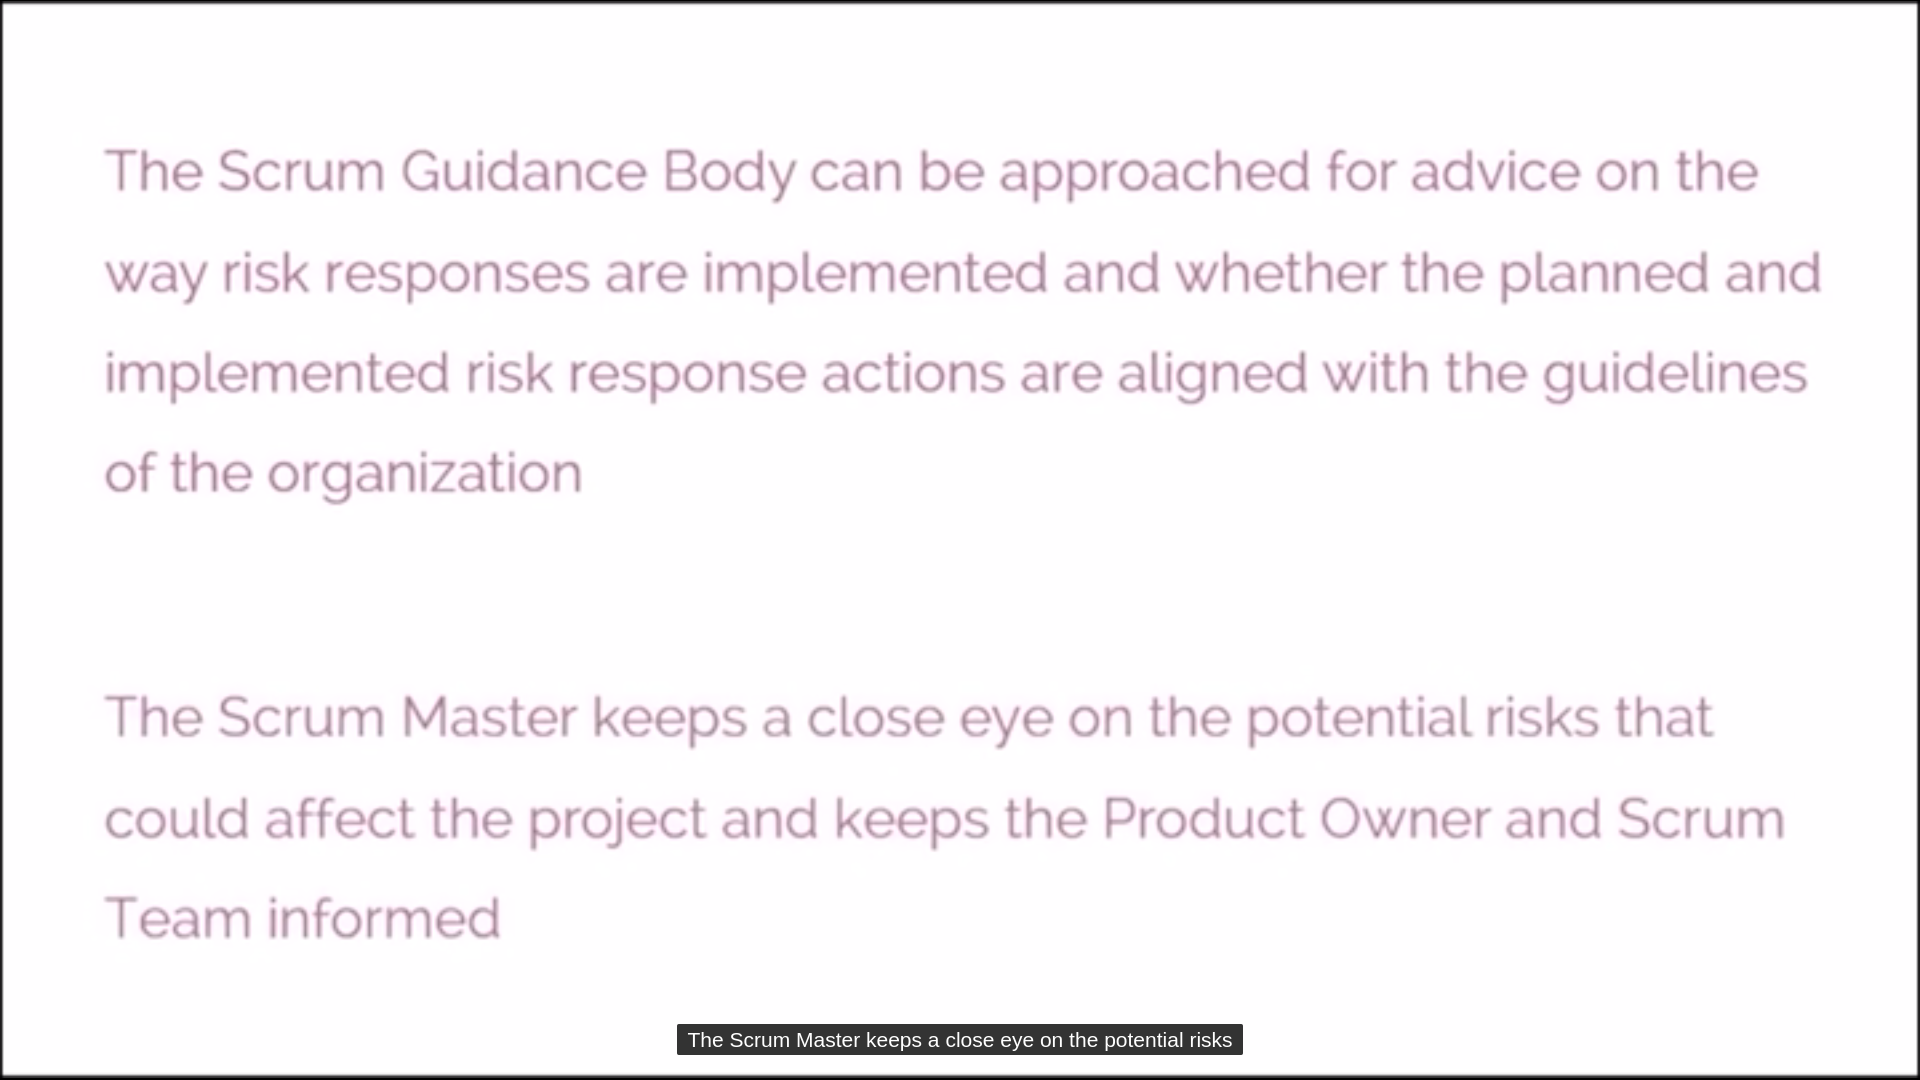 The Scrum Guidance Body can be approached for advice on the
way risk responses are implemented and whether the planned and
implemented risk response actions are aligned with the guidelines
of the organization
The Scrum Master keeps a close eye on the potential risks that
could affect the project and keeps the Product Owner and Scrum
Team informed
The Scrum Master keeps a close eye on the potential risks